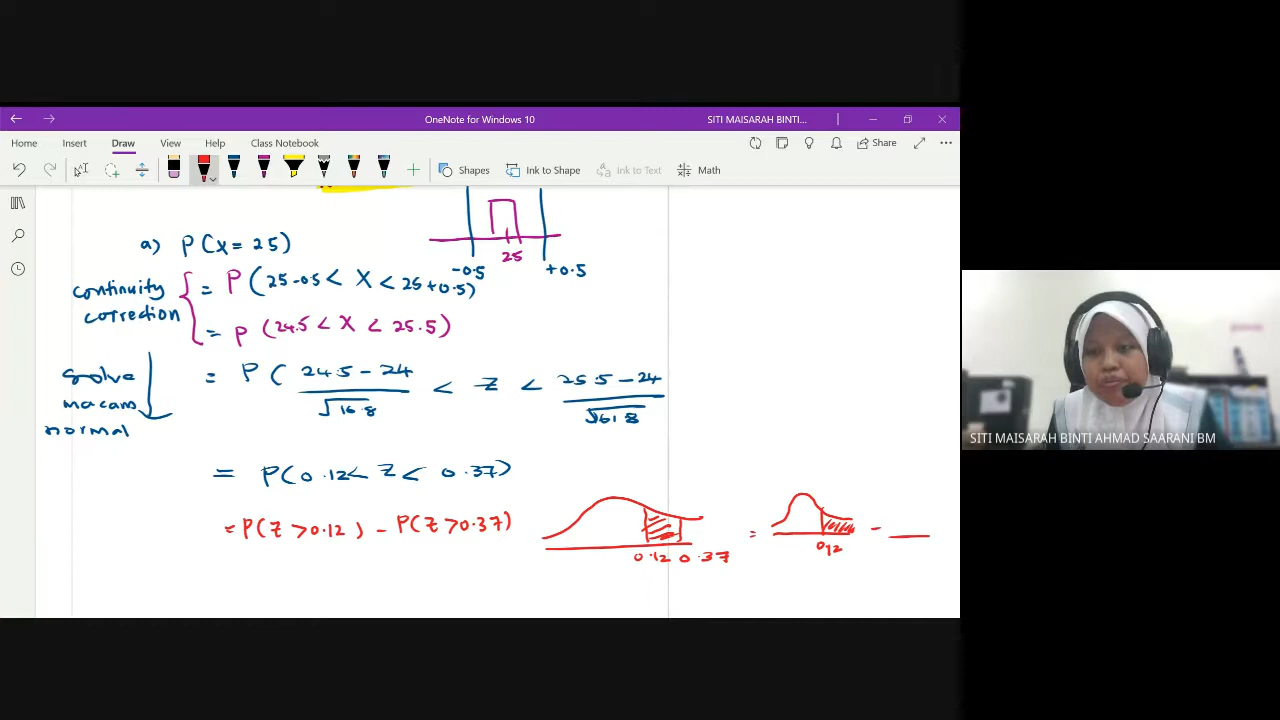 OneNote for Windows 10
SITI MAISARAH BINTI...
Home Insert Draw View Help Class Notebook
Share
Shapes Ink to Shape Ink to Text Math
a) P(X = 25)
25
-0.5 +0.5
continuity correction
= P(25-0.5 < X < 25+0.5)
= P (24.5 < X < 25.5)
solve macam normal
= P( 24.5 - 24 / √16.8 < Z < 25.5 - 24 / √61.8
= P(0.12 < Z < 0.37)
= P(Z > 0.12) - P(Z > 0.37)
0.12 0.37
= 0.12 -
SITI MAISARAH BINTI AHMAD SAARANI BM